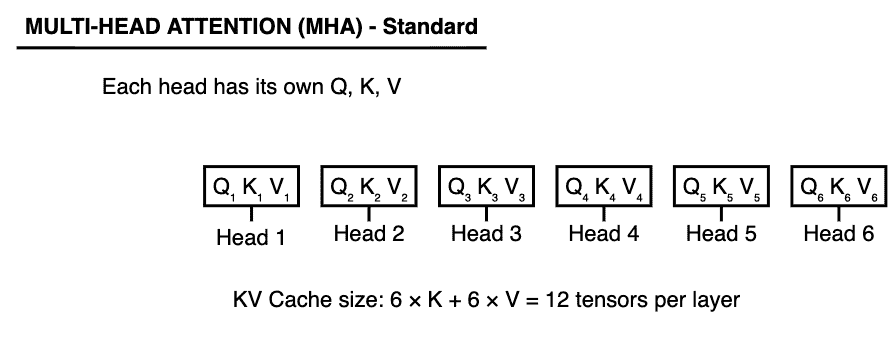 MULTI-HEAD ATTENTION (MHA) - Standard
Each head has its own Q, K, V
Q₁ K₁ V₁ Q₂ K₂ V₂ Q₃ K₃ V₃ Q₄ K₄ V₄ Q₅ K₅ V₅ Q₆ K₆ V₆
Head 1 Head 2 Head 3 Head 4 Head 5 Head 6
KV Cache size: 6 × K + 6 × V = 12 tensors per layer